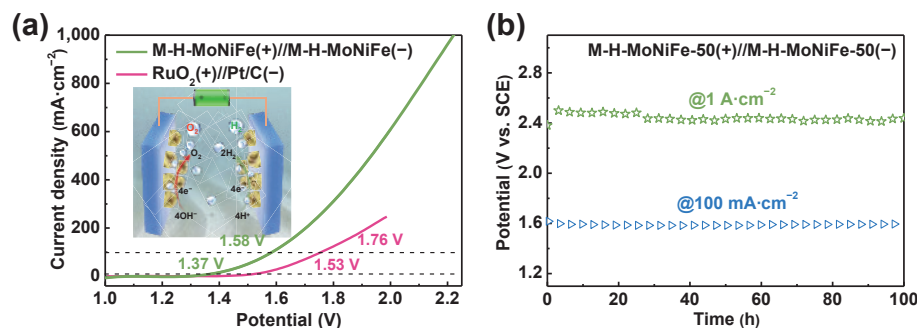 (a)
M-H-MoNiFe(+)//M-H-MoNiFe(−)
RuO₂(+)//Pt/C(−)
Current density (mA·cm⁻²)
1,000
800
600
400
200
0
O₂
H₂
O₂
2H₂
4e⁻
4e⁻
4OH⁻
4H⁺
1.58 V
1.76 V
1.37 V
1.53 V
1.0
1.2
1.4
1.6
1.8
2.0
2.2
Potential (V)
(b)
M-H-MoNiFe-50(+)//M-H-MoNiFe-50(−)
Potential (V vs. SCE)
3.0
2.6
2.2
1.8
1.6
1.2
@1 A·cm⁻²
@100 mA·cm⁻²
0
20
40
60
80
100
Time (h)